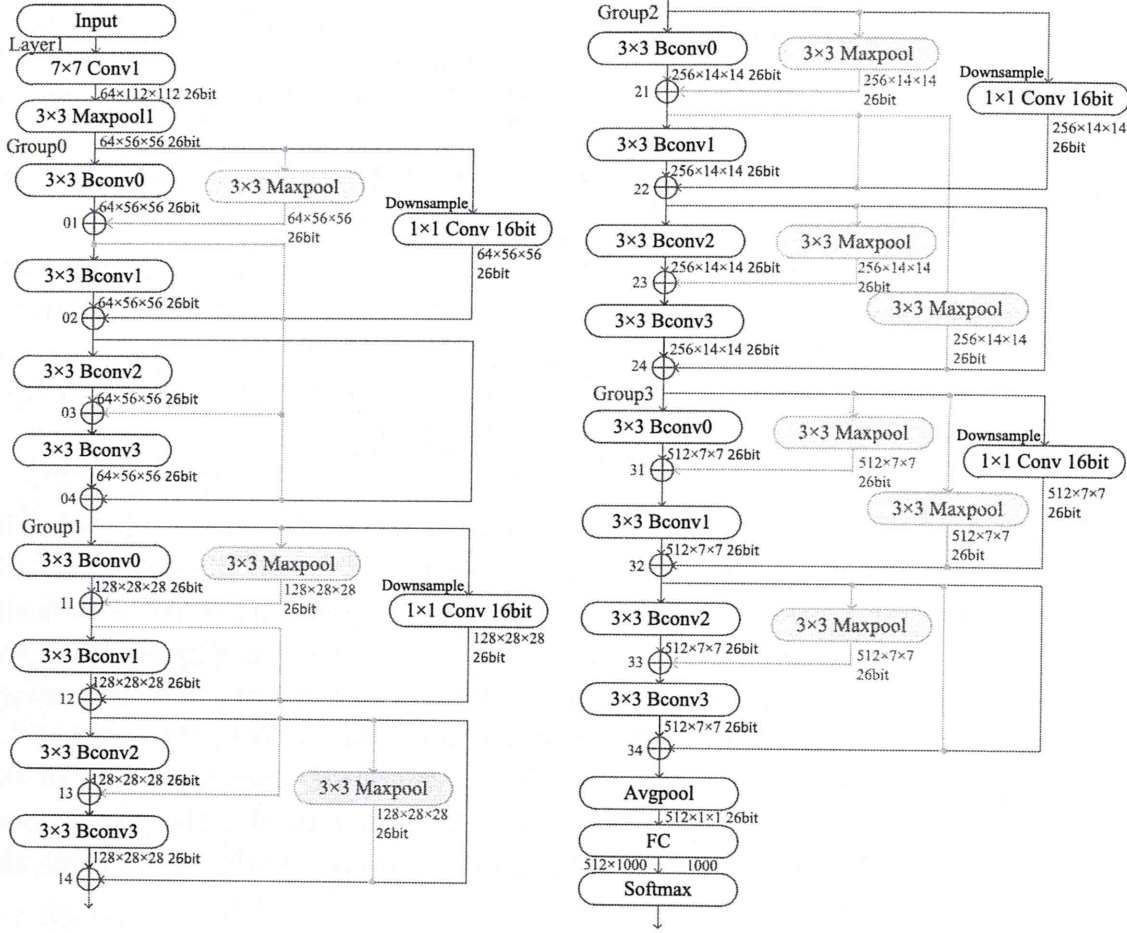 Input
Layer1
7×7 Conv1
64×112×112 26bit
3×3 Maxpool1
64×56×56 26bit
Group0
3×3 Bconv0
3×3 Maxpool
64×56×56 26bit
64×56×56
26bit
Downsample
1×1 Conv 16bit
64×56×56
26bit
01
3×3 Bconv1
64×56×56 26bit
02
3×3 Bconv2
64×56×56 26bit
03
3×3 Bconv3
64×56×56 26bit
04
Group1
3×3 Bconv0
3×3 Maxpool
128×28×28 26bit
128×28×28
26bit
Downsample
1×1 Conv 16bit
128×28×28
26bit
11
3×3 Bconv1
128×28×28 26bit
12
3×3 Bconv2
128×28×28 26bit
13
3×3 Maxpool
128×28×28
26bit
3×3 Bconv3
128×28×28 26bit
14
Group2
3×3 Bconv0
3×3 Maxpool
256×14×14 26bit
256×14×14
26bit
Downsample
1×1 Conv 16bit
256×14×14
26bit
21
3×3 Bconv1
256×14×14 26bit
22
3×3 Bconv2
3×3 Maxpool
256×14×14 26bit
256×14×14
26bit
23
3×3 Maxpool
256×14×14
26bit
3×3 Bconv3
256×14×14 26bit
24
Group3
3×3 Bconv0
3×3 Maxpool
512×7×7 26bit
512×7×7
26bit
Downsample
1×1 Conv 16bit
512×7×7
26bit
31
3×3 Maxpool
512×7×7
26bit
3×3 Bconv1
512×7×7 26bit
32
3×3 Bconv2
3×3 Maxpool
512×7×7 26bit
512×7×7
26bit
33
3×3 Bconv3
512×7×7 26bit
34
Avgpool
512×1×1 26bit
FC
512×1000 1000
Softmax